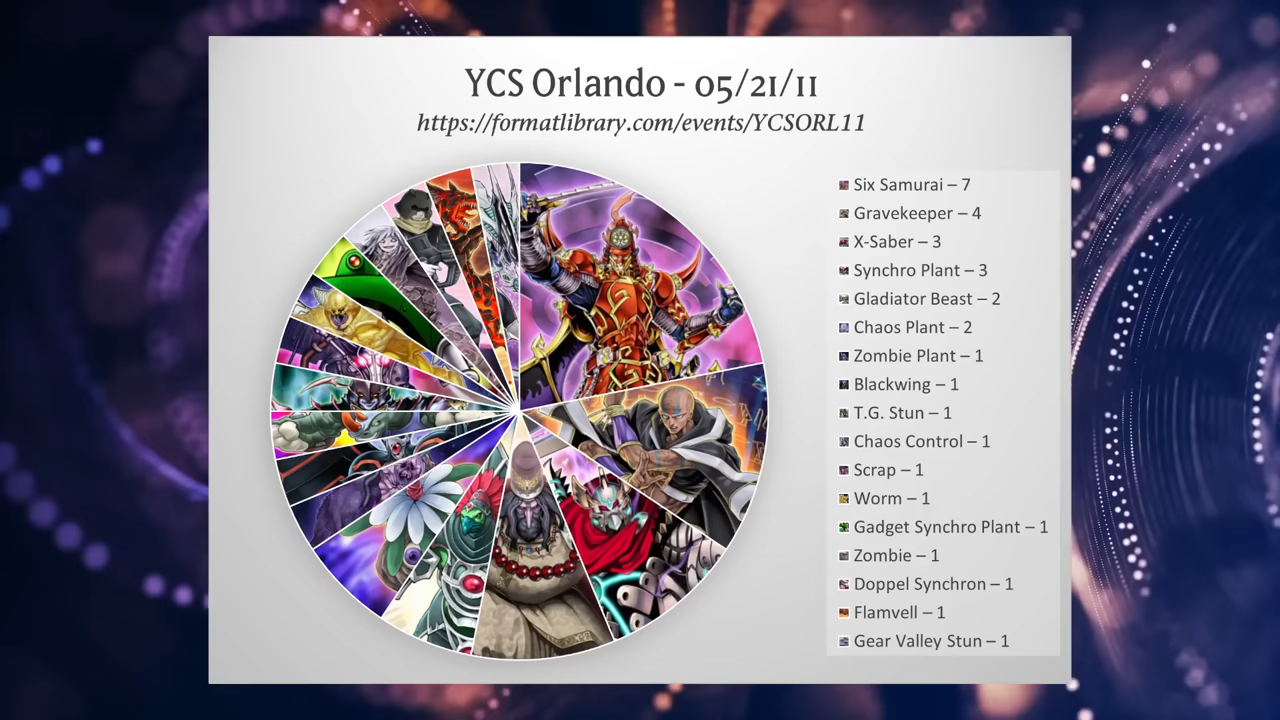 YCS Orlando - 05/21/11
https://formatlibrary.com/events/YCSORL11
Six Samurai – 7
Gravekeeper – 4
X-Saber – 3
Synchro Plant – 3
Gladiator Beast – 2
Chaos Plant – 2
Zombie Plant – 1
Blackwing – 1
T.G. Stun – 1
Chaos Control – 1
Scrap – 1
Worm – 1
Gadget Synchro Plant – 1
Zombie – 1
Doppel Synchron – 1
Flamvell – 1
Gear Valley Stun – 1